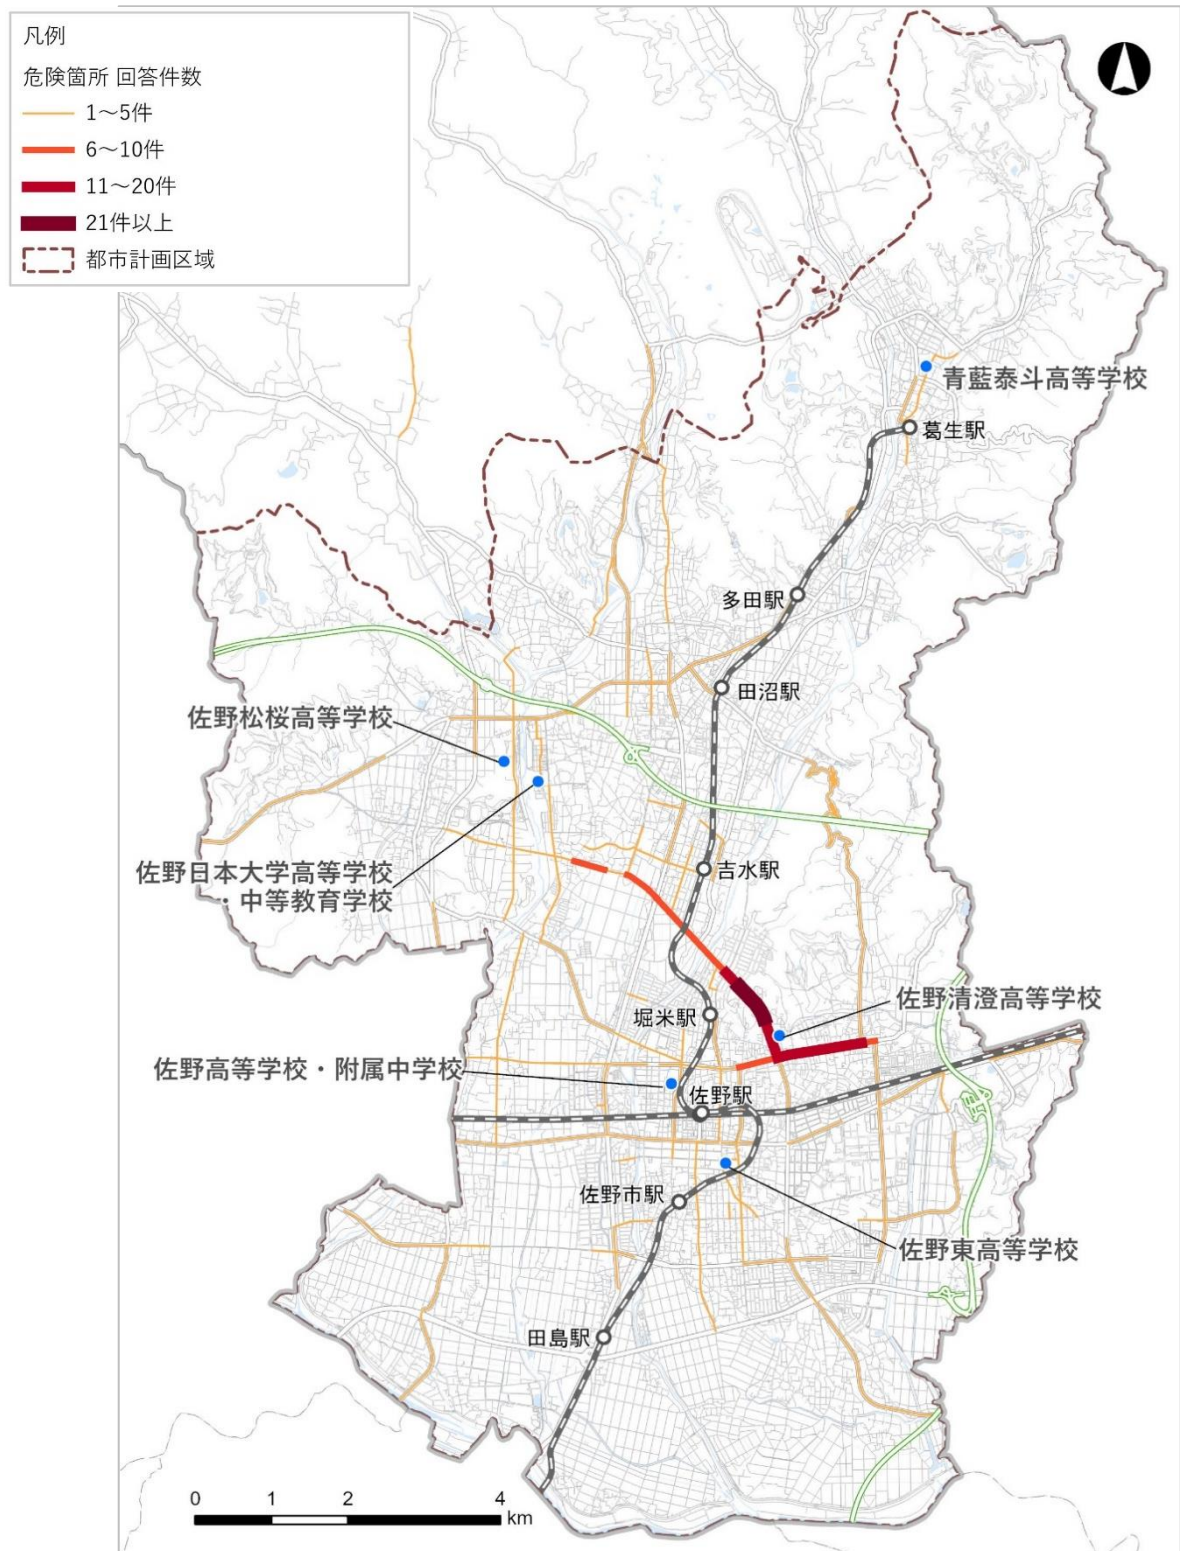 凡例
危険箇所 回答件数
1～5件
6～10件
11～20件
21件以上
都市計画区域
青藍泰斗高等学校
葛生駅
多田駅
田沼駅
佐野松桜高等学校
佐野日本大学高等学校
・中等教育学校
吉水駅
佐野清澄高等学校
堀米駅
佐野高等学校・附属中学校
佐野駅
佐野市駅
佐野東高等学校
田島駅
0 1 2 4
km